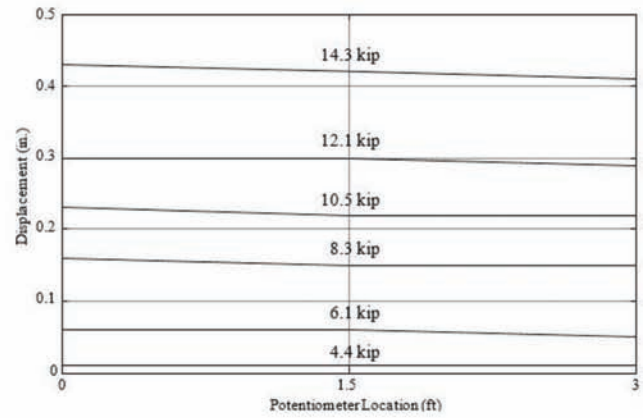 0.5
14.3 kip
0.4
12.1 kip
0.3
10.5 kip
0.2
8.3 kip
0.1
6.1 kip
4.4 kip
0
0 1.5 3
Displacement (in.)
Potentiometer Location (ft)